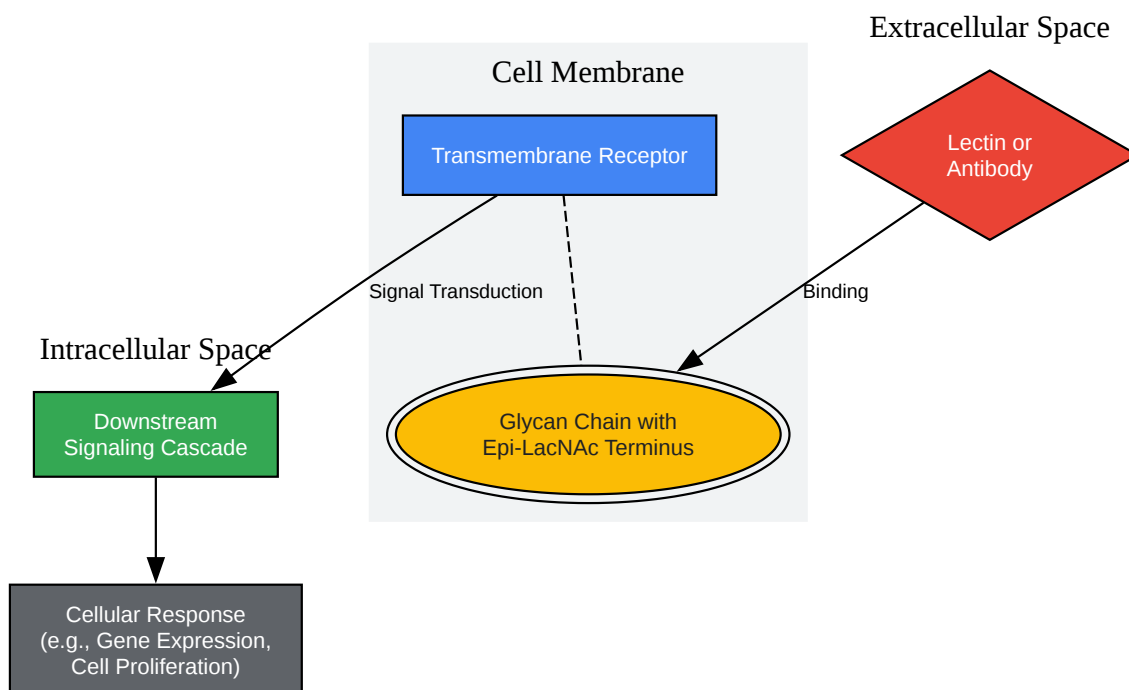 Extracellular Space
Cell Membrane
Lectin or
Antibody
Transmembrane Receptor
Signal Transduction
Binding
Intracellular Space
Downstream
Signaling Cascade
Glycan Chain with
Epi-LacNAc Terminus
Cellular Response
(e.g., Gene Expression,
Cell Proliferation)